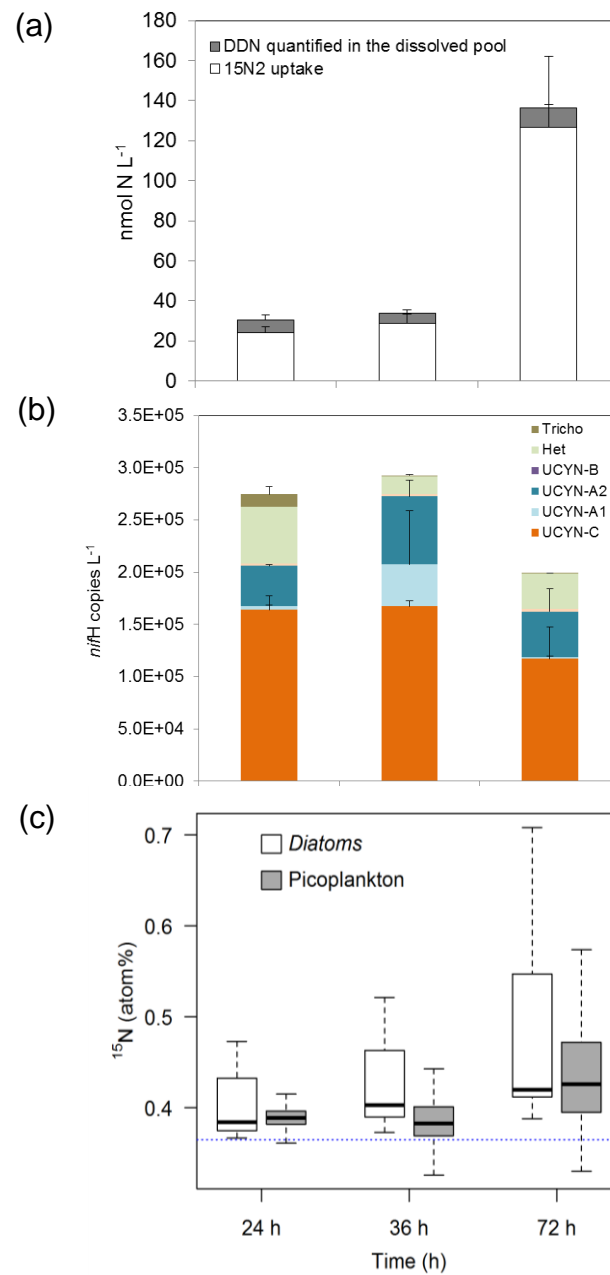 (a)
180
160
140
120
100
180
60
40
20
0
nmol N L-1
DDN quantified in the dissolved pool
15N2 uptake
(b)
3.5E+05
3.0E+05
2.5E+05
2.0E+05
1.5E+05
1.0E+05
5.0E+04
0.0E+00
nifH copies L-1
Tricho
Het
UCYN-B
UCYN-A2
UCYN-A1
UCYN-C
(c)
0.7
0.6
0.5
0.4
15N (atom%)
Diatoms
Picoplankton
24 h
36 h
72 h
Time (h)